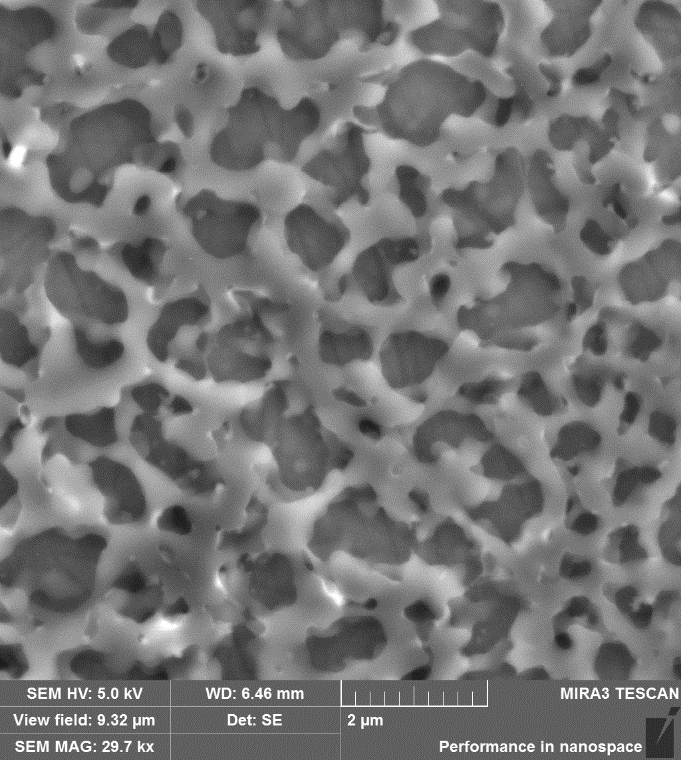 SEM HV: 5.0 kV WD: 6.46 mm MIRA3 TESCAN
View field: 9.32 µm Det: SE 2 µm
SEM MAG: 29.7 kx Performance in nanospace